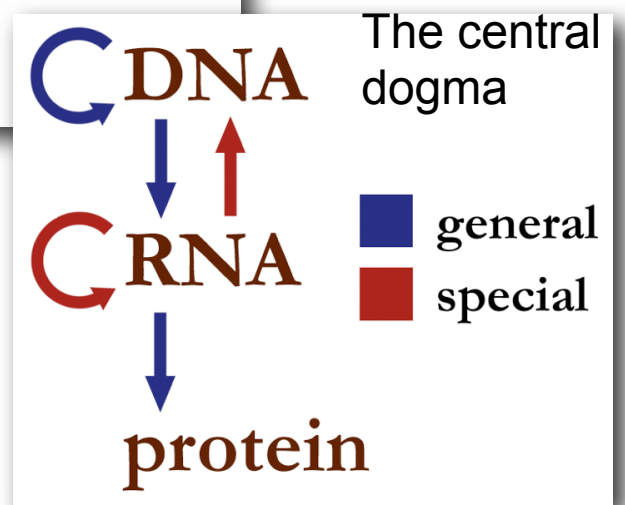 The central
dogma
DNA
RNA
general
special
protein